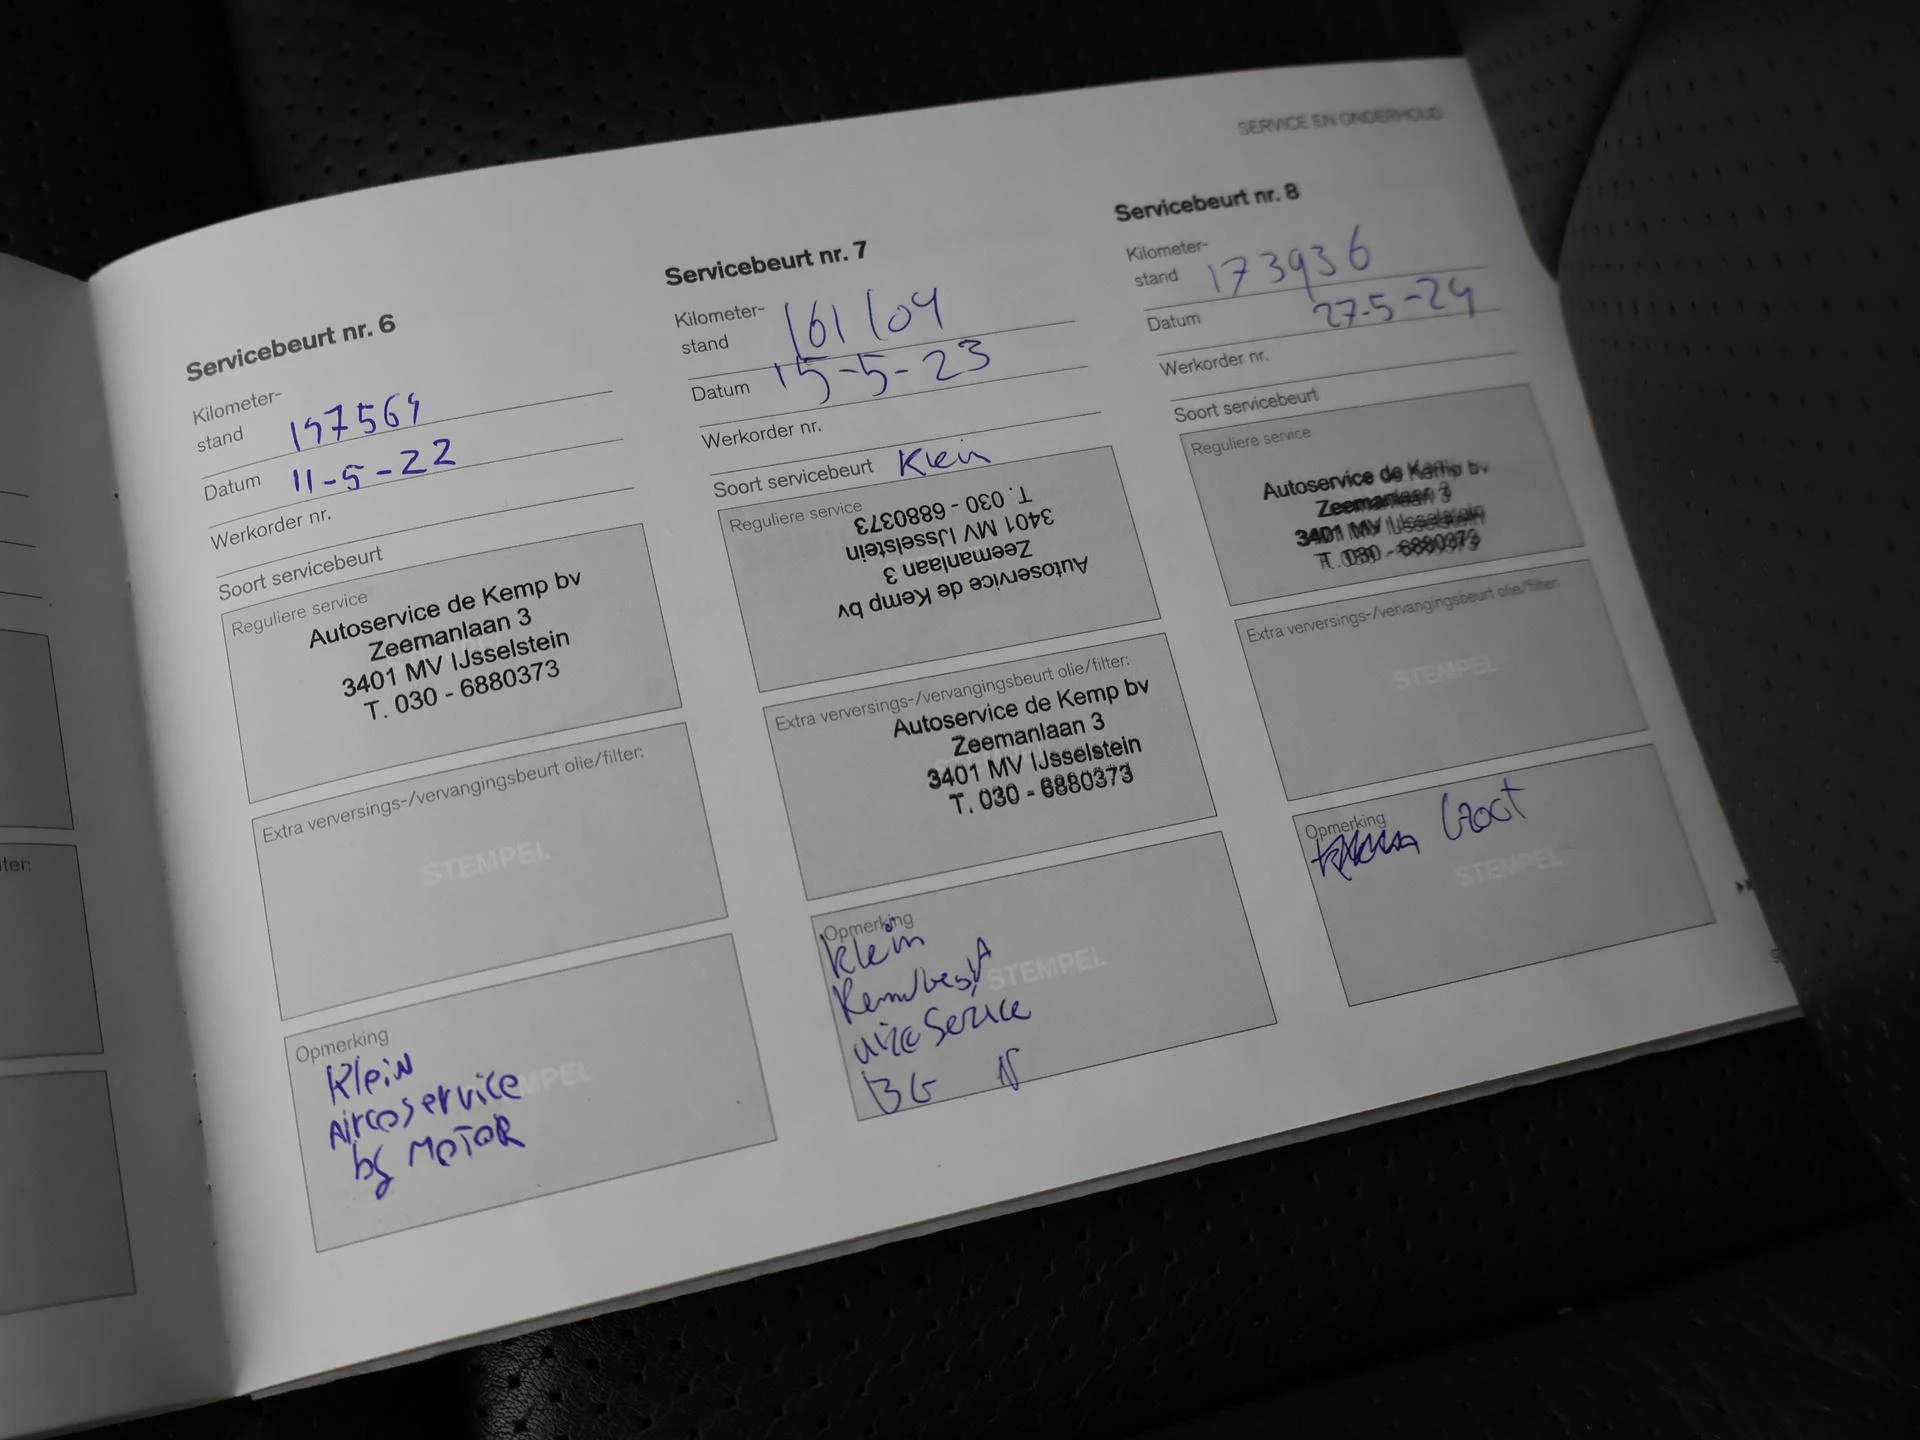 iter:
SERVICE EN ONDERHOUD
Servicebeurt nr. 6
Kilometer-
stand 147564
Datum 11-5-22
Werkorder nr.
Soort servicebeurt
Reguliere service
Autoservice de Kemp bv
Zeemanlaan 3
3401 MV IJsselstein
T. 030 - 6880373
Extra verversings-/vervangingsbeurt olie/filter:
STEMPEL
Opmerking
Klein
Aircoservice
bg MOTOR
Servicebeurt nr. 7
Kilometer-
stand 161104
Datum 15-5-23
Werkorder nr.
Soort servicebeurt Klein
Reguliere service
Autoservice de Kemp bv
Zeemanlaan 3
3401 MV IJsselstein
T. 030 - 6880373
Extra verversings-/vervangingsbeurt olie/filter:
Autoservice de Kemp bv
Zeemanlaan 3
3401 MV IJsselstein
T. 030 - 6880373
Opmerking
STEMPEL
Klein
Service
BG
Servicebeurt nr. 8
Kilometer-
stand 173936
Datum 27-5-24
Werkorder nr.
Soort servicebeurt
Reguliere service
Autoservice de Kemp bv
Zeemanlaan 3
3401 MV IJsselstein
T. 030 - 6880373
Extra verversings-/vervangingsbeurt olie/filter:
STEMPEL
Opmerking
Groot
STEMPEL